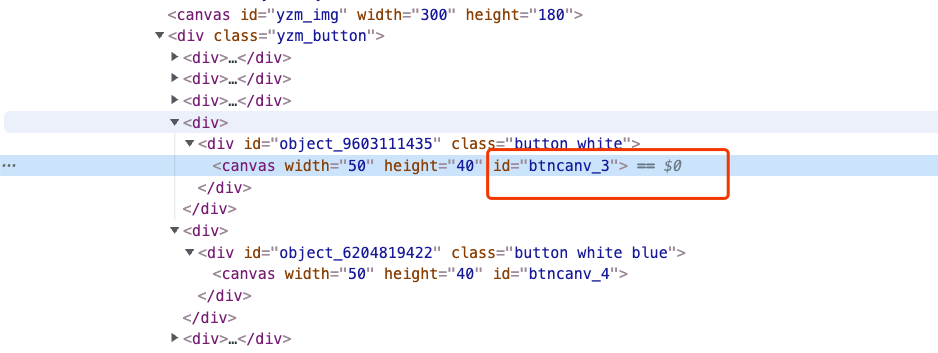 <canvas id="yzm_img" width="300" height="180">
▼<div class="yzm_button">
▶<div>…</div>
▶<div>…</div>
▶<div>…</div>
▼<div>
▼<div id="object_9603111435" class="button white">
… <canvas width="50" height="40" id="btncanv_3"> == $0
</div>
</div>
▼<div>
▼<div id="object_6204819422" class="button white blue">
<canvas width="50" height="40" id="btncanv_4">
</div>
</div>
▶<div>…</div>